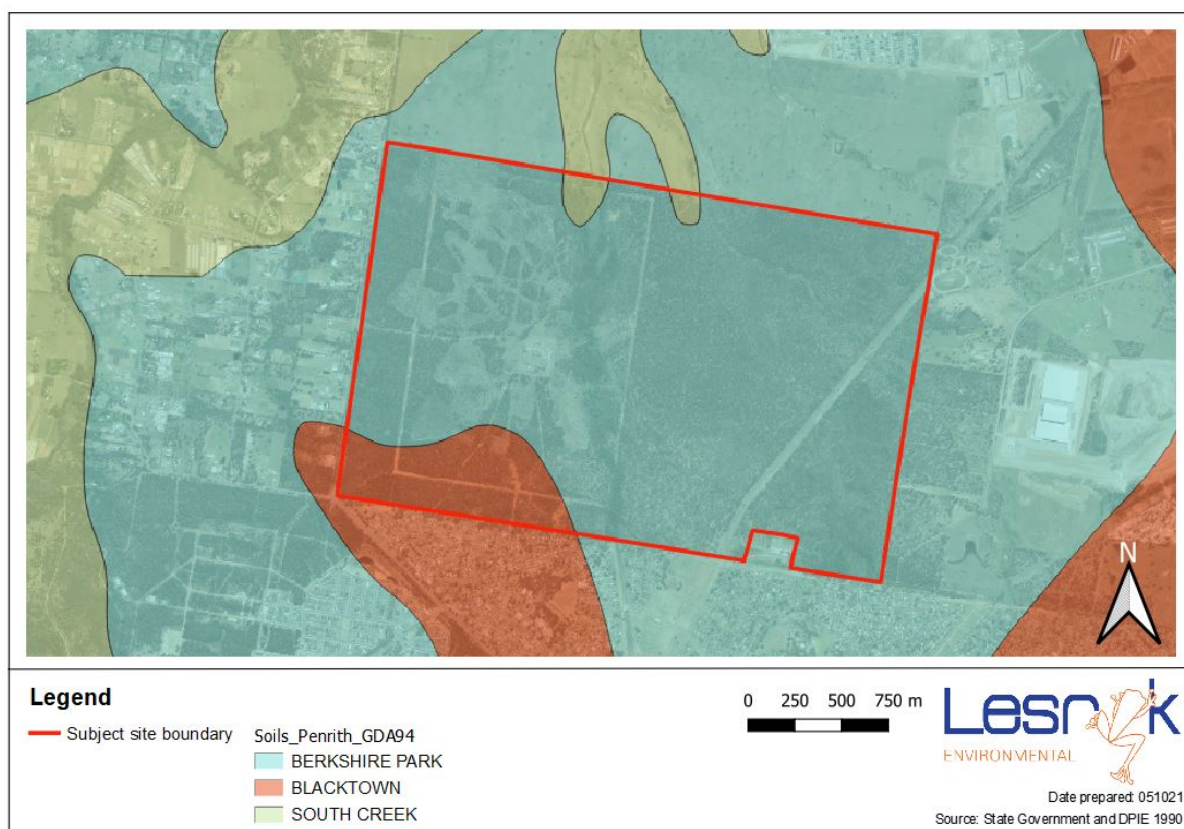 N
Legend
Subject site boundary
Soils_Penrith_GDA94
BERKSHIRE PARK
BLACKTOWN
SOUTH CREEK
0 250 500 750 m
Lesryk
ENVIRONMENTAL
Date prepared: 051021
Source: State Government and DPIE 1990